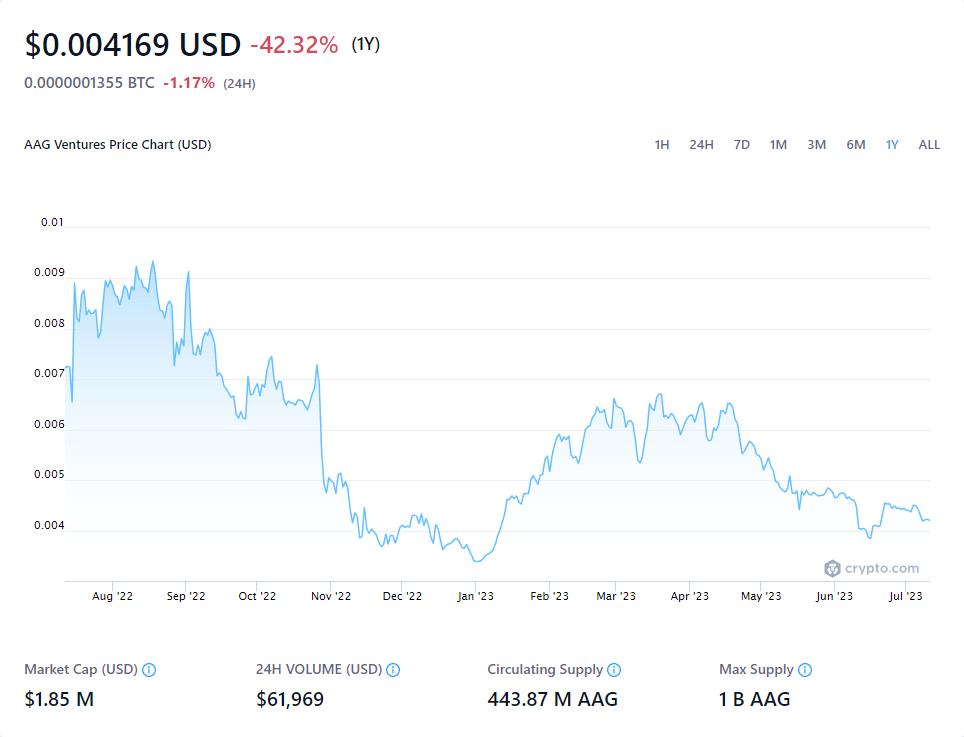 $0.004169 USD -42.32% (1Y)
0.0000001355 BTC -1.17% (24H)
AAG Ventures Price Chart (USD)
1H 24H 7D 1M 3M 6M 1Y ALL
0.01
0.009
0.008
0.007
0.006
0.005
0.004
crypto.com
Aug '22 Sep '22 Oct '22 Nov '22 Dec '22 Jan '23 Feb '23 Mar '23 Apr '23 May '23 Jun '23 Jul '23
Market Cap (USD) 24H VOLUME (USD) Circulating Supply Max Supply
$1.85 M $61,969 443.87 M AAG 1 B AAG